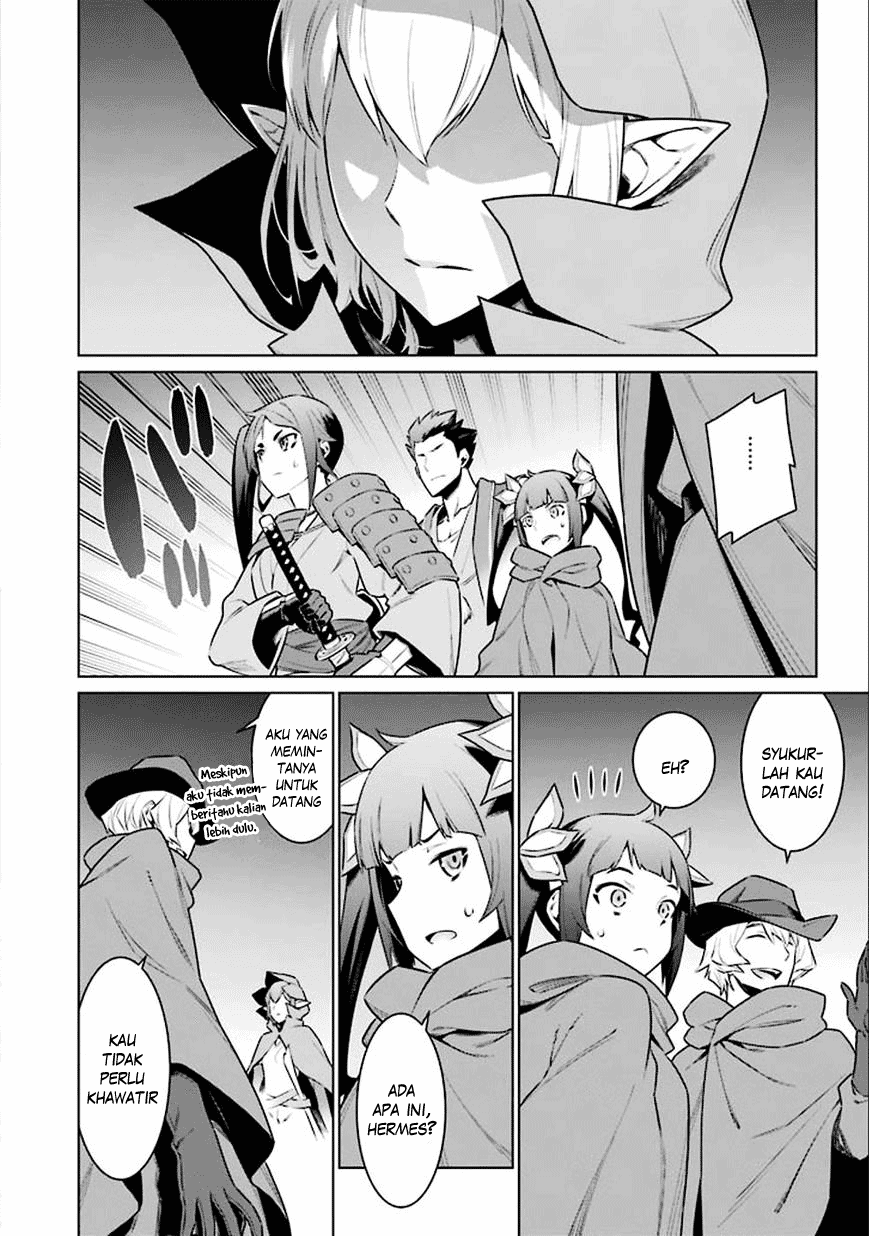 .........
SYUKUR-
LAH KAU
DATANG!
EH?
ADA
APA INI,
HERMES?
AKU YANG
MEMIN-
TANYA
UNTUK
DATANG
Meskipun
aku tidak mem-
beritahu kalian
lebih dulu.
KAU
TIDAK
PERLU
KHAWATIR